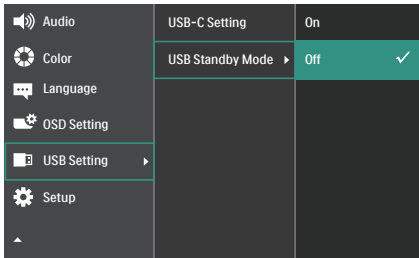 Audio
Color
Language
OSD Setting
USB Setting
Setup
USB-C Setting
USB Standby Mode
On
Off